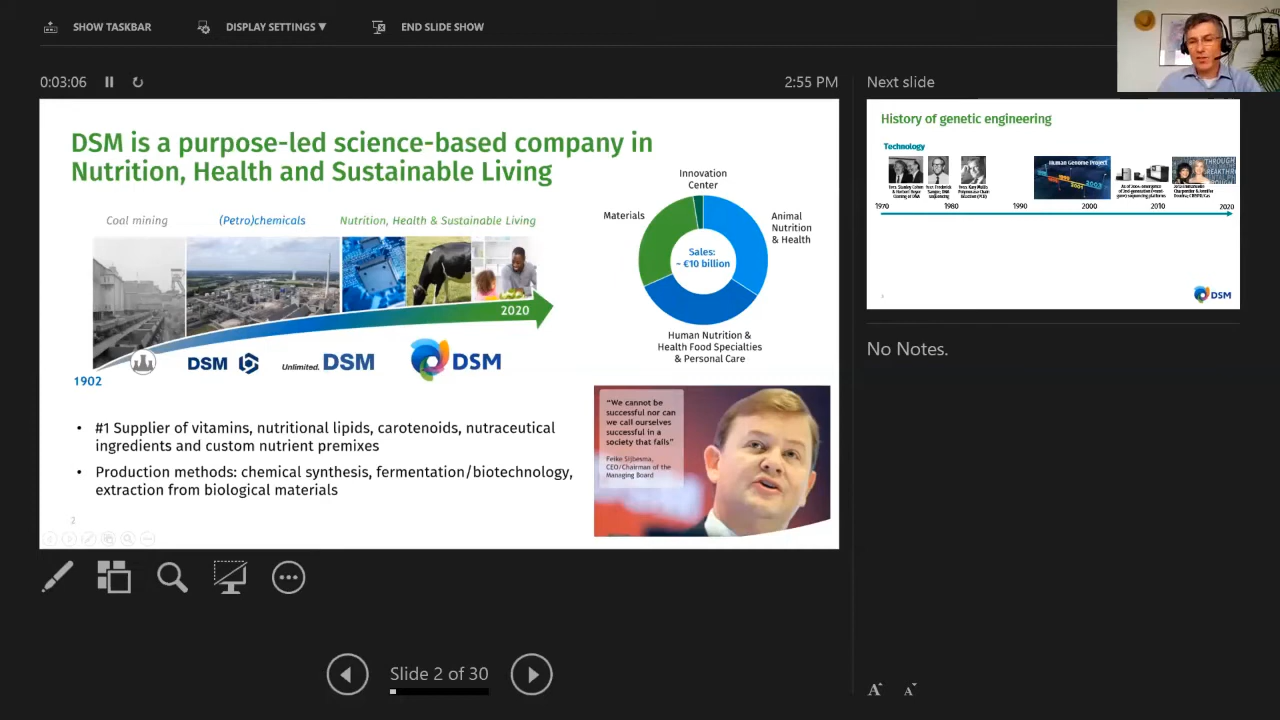 SHOW TASKBAR
DISPLAY SETTINGS ▼
END SLIDE SHOW
0:03:06
2:55 PM
DSM is a purpose-led science-based company in
Nutrition, Health and Sustainable Living
Coal mining
(Petro)chemicals
Nutrition, Health & Sustainable Living
2020
DSM
Unlimited. DSM
DSM
1902
Innovation
Center
Materials
Animal
Nutrition
& Health
Sales:
~ €10 billion
Human Nutrition &
Health Food Specialties
& Personal Care
• #1 Supplier of vitamins, nutritional lipids, carotenoids, nutraceutical
ingredients and custom nutrient premixes
• Production methods: chemical synthesis, fermentation/biotechnology,
extraction from biological materials
“We cannot be
successful nor can
we call ourselves
successful in a
society that fails”
Feike Sijbesma,
CEO/Chairman of the
Managing Board
2
Slide 2 of 30
Next slide
History of genetic engineering
Technology
Human Genome Project
1970
1980
1990
2000
2010
2020
DSM
No Notes.
A A